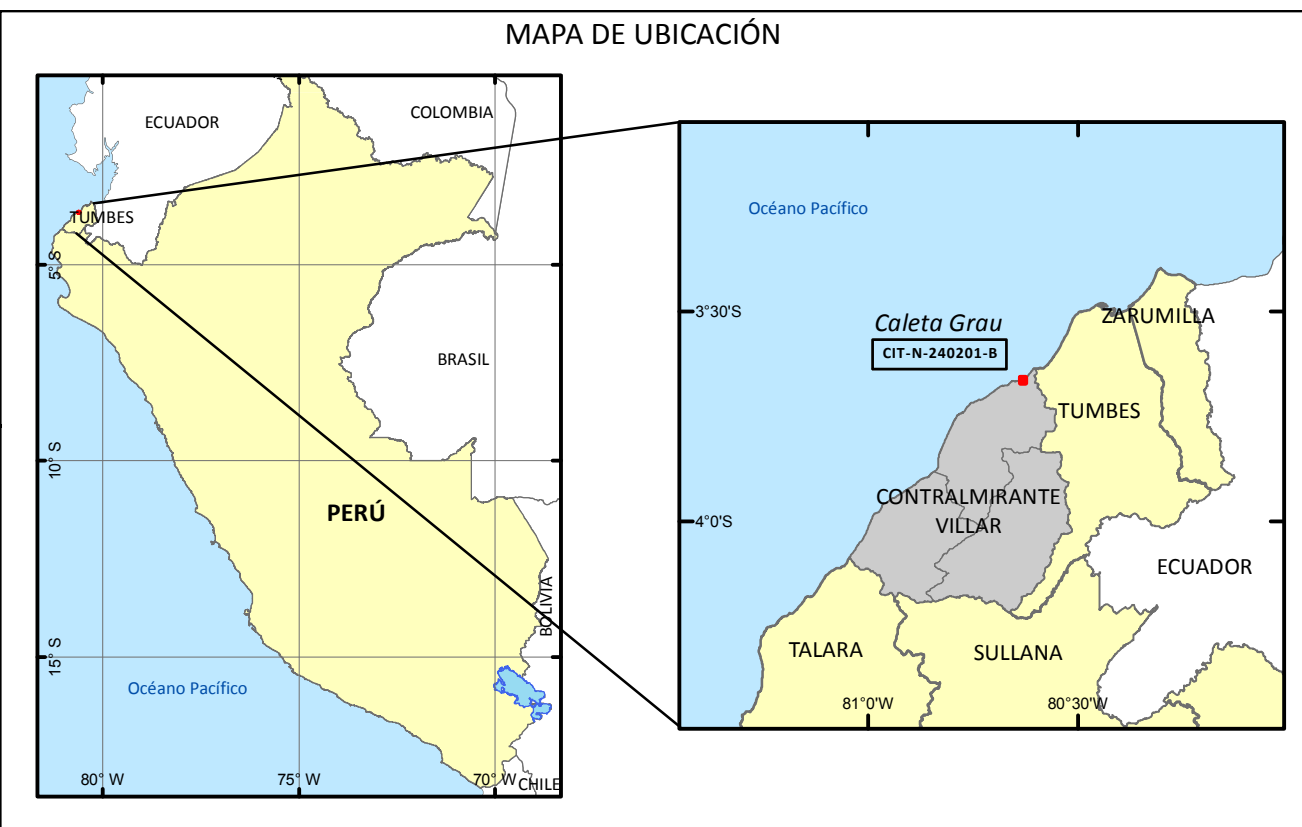 MAPA DE UBICACIÓN
ECUADOR
COLOMBIA
TUMBES
5° S
BRASIL
10° S
PERÚ
BOLIVIA
15° S
Océano Pacífico
80° W
75° W
70° W
CHILE
Océano Pacífico
3°30'S
Caleta Grau
CIT-N-240201-B
ZARUMILLA
TUMBES
CONTRALMIRANTE
VILLAR
4°0'S
ECUADOR
TALARA
SULLANA
81°0'W
80°30'W